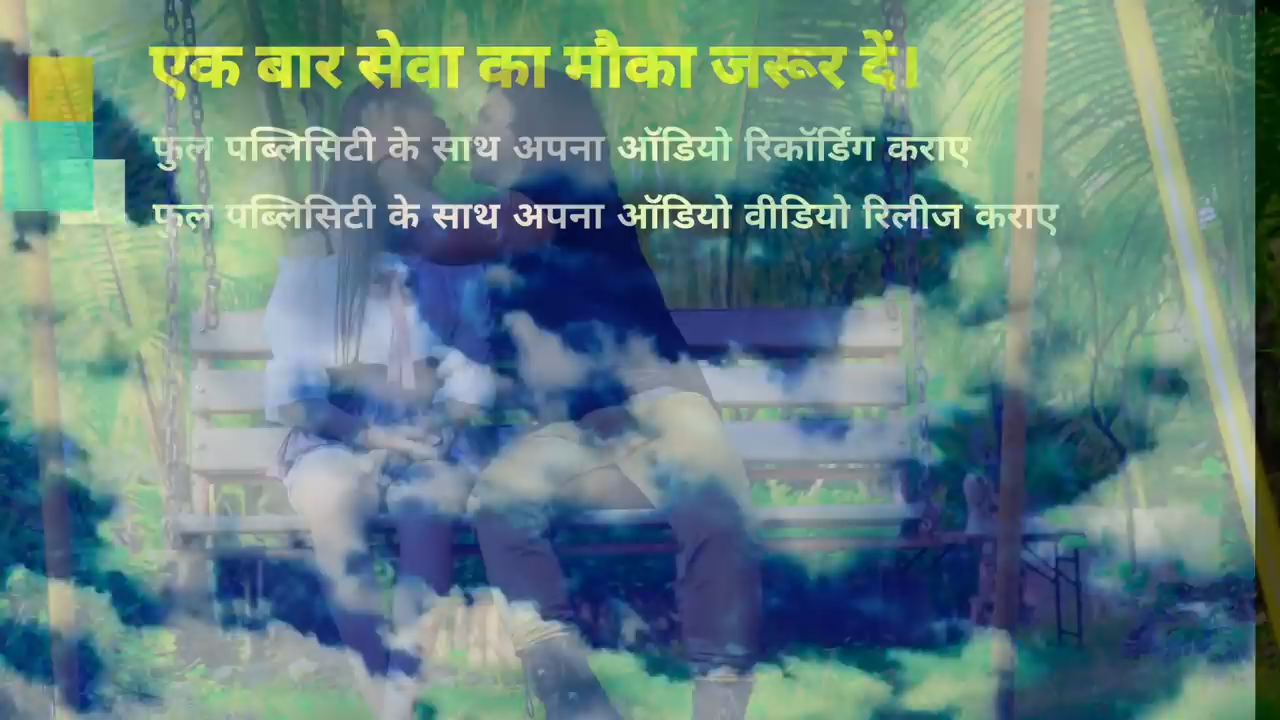 एक बार सेवा का मौका जरूर दें।
फुल पब्लिसिटी के साथ अपना ऑडियो रिकॉर्डिंग कराए
फुल पब्लिसिटी के साथ अपना ऑडियो वीडियो रिलीज कराए